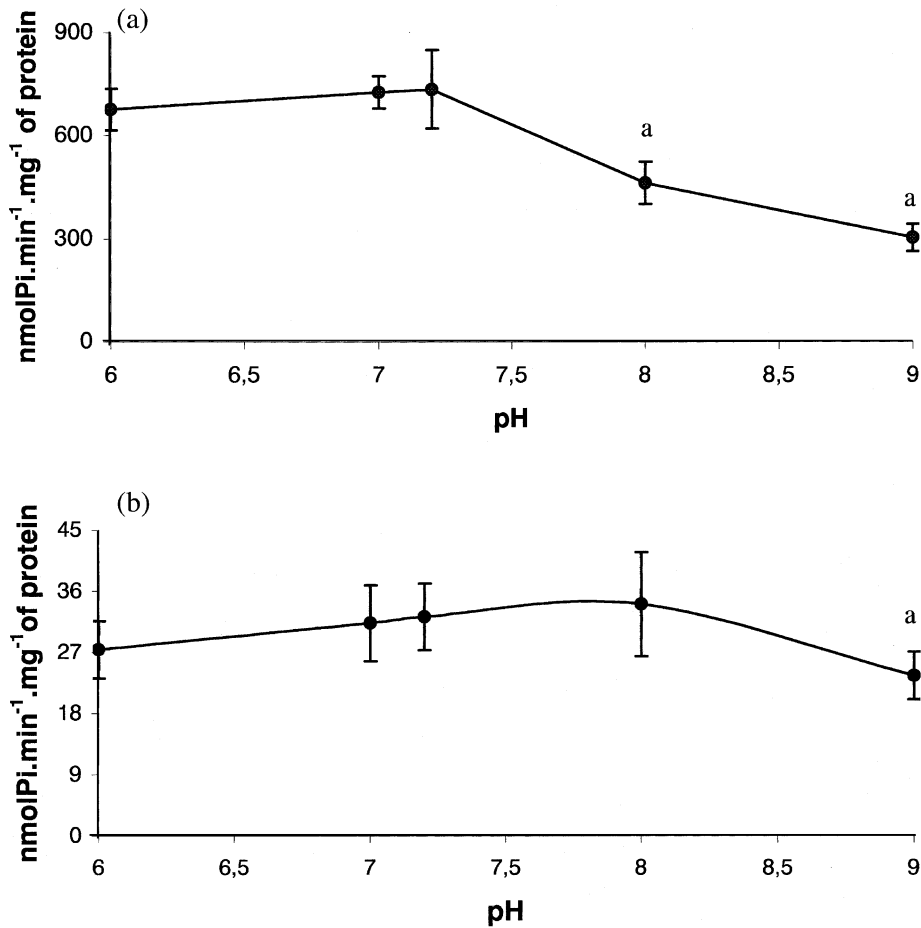 (a)
nmolPi.min⁻¹.mg⁻¹ of protein
900
600
300
0
a
a
6 6,5 7 7,5 8 8,5 9
pH
(b)
nmolPi.min⁻¹.mg⁻¹ of protein
45
36
27
18
9
0
a
6 6,5 7 7,5 8 8,5 9
pH